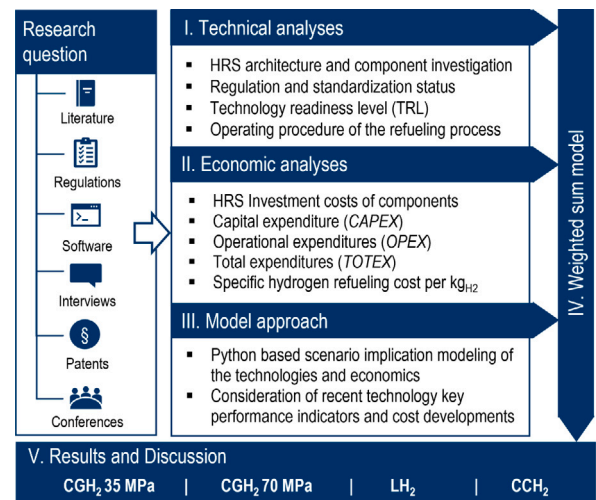 Research
question
Literature
Regulations
>_
Software
Interviews
§
Patents
Conferences
I. Technical analyses
▪ HRS architecture and component investigation
▪ Regulation and standardization status
▪ Technology readiness level (TRL)
▪ Operating procedure of the refueling process
II. Economic analyses
▪ HRS Investment costs of components
▪ Capital expenditure (CAPEX)
▪ Operational expenditures (OPEX)
▪ Total expenditures (TOTEX)
▪ Specific hydrogen refueling cost per kg_H2
III. Model approach
▪ Python based scenario implication modeling of
the technologies and economics
▪ Consideration of recent technology key
performance indicators and cost developments
IV. Weighted sum model
V. Results and Discussion
CGH₂ 35 MPa | CGH₂ 70 MPa | LH₂ | CCH₂